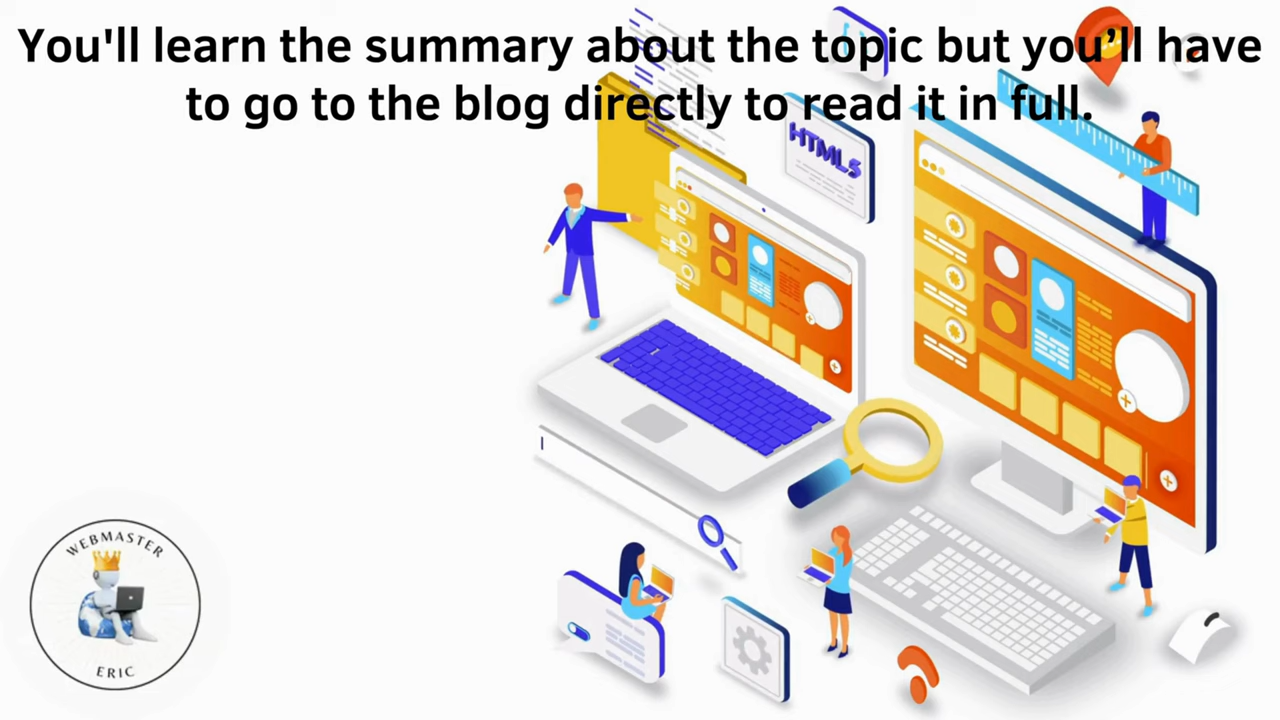 You'll learn the summary about the topic but you’ll have
to go to the blog directly to read it in full.
HTML5
WEBMASTER
ERIC